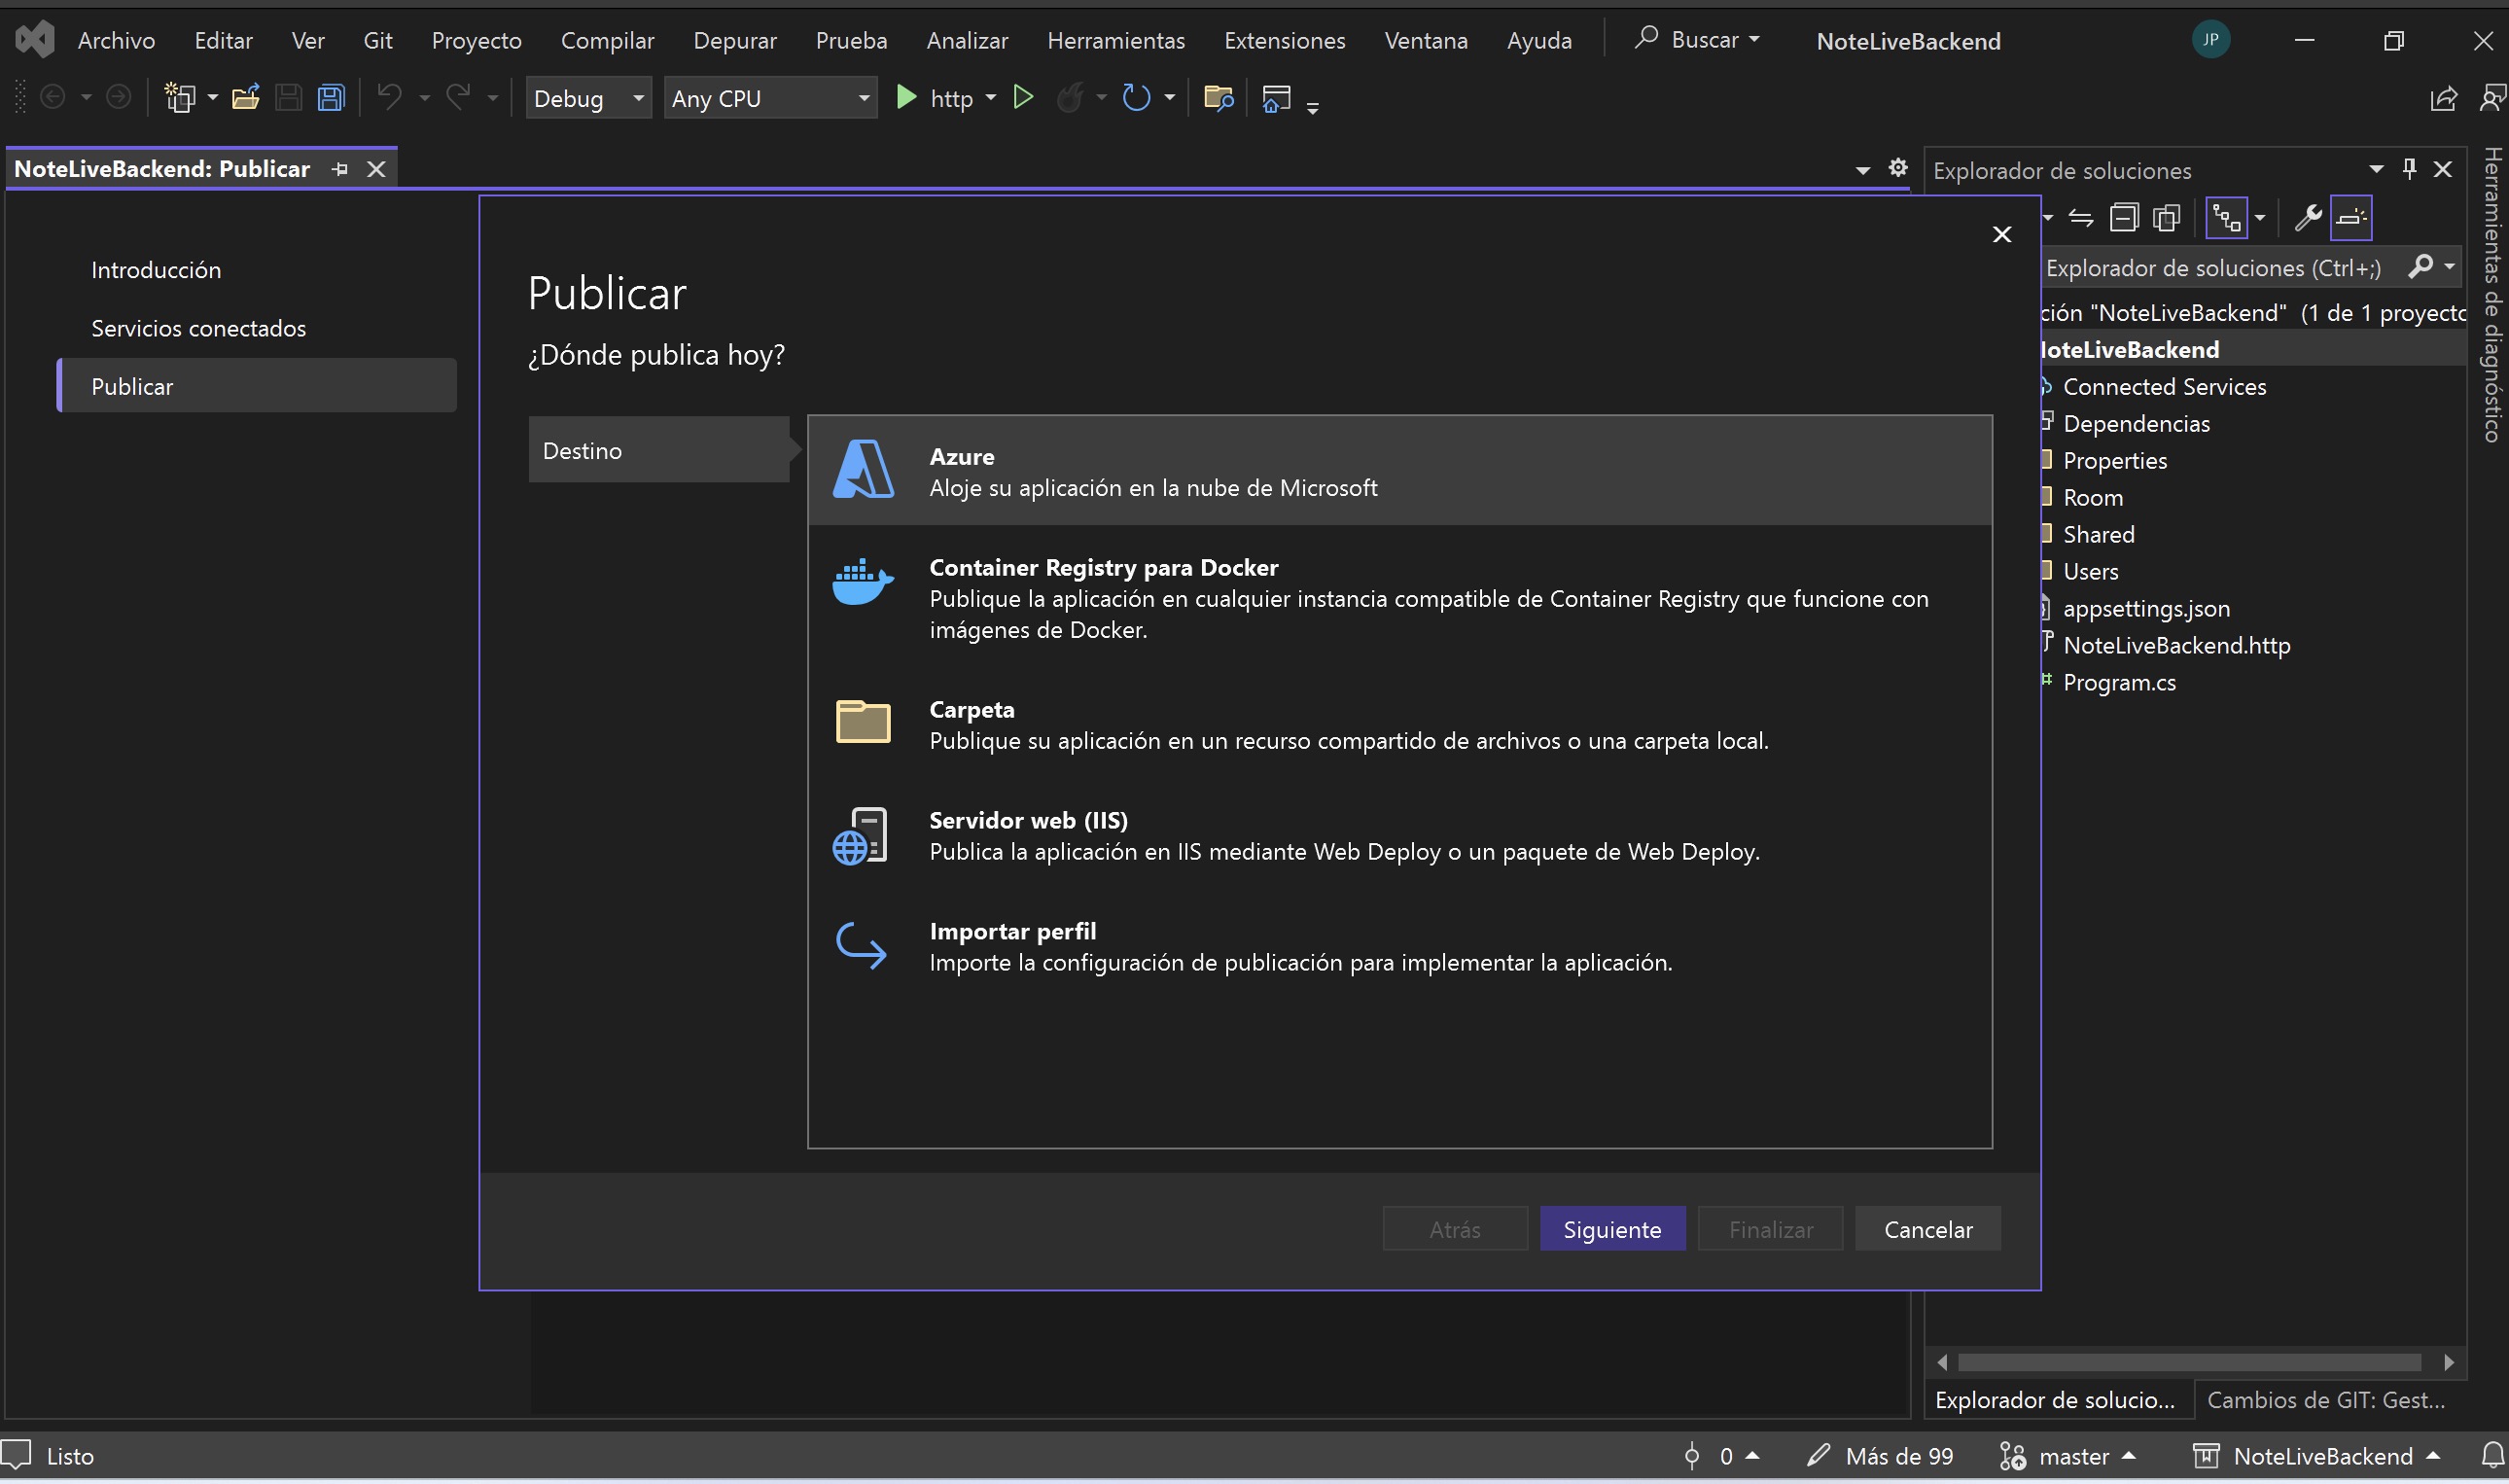 Archivo Editar Ver Git Proyecto Compilar Depurar Prueba Analizar Herramientas Extensiones Ventana Ayuda Buscar NoteLiveBackend JP
Debug Any CPU http
NoteLiveBackend: Publicar
Explorador de soluciones
Herramientas de diagnóstico
Introducción
Servicios conectados
Publicar
Publicar
¿Dónde publica hoy?
Destino
Azure
Aloje su aplicación en la nube de Microsoft
Container Registry para Docker
Publique la aplicación en cualquier instancia compatible de Container Registry que funcione con
imágenes de Docker.
Carpeta
Publique su aplicación en un recurso compartido de archivos o una carpeta local.
Servidor web (IIS)
Publica la aplicación en IIS mediante Web Deploy o un paquete de Web Deploy.
Importar perfil
Importe la configuración de publicación para implementar la aplicación.
Atrás Siguiente Finalizar Cancelar
Explorador de soluciones (Ctrl+;)
ción "NoteLiveBackend" (1 de 1 proyecto
NoteLiveBackend
Connected Services
Dependencias
Properties
Room
Shared
Users
appsettings.json
NoteLiveBackend.http
Program.cs
Explorador de solucio... Cambios de GIT: Gest...
Listo 0 Más de 99 master NoteLiveBackend